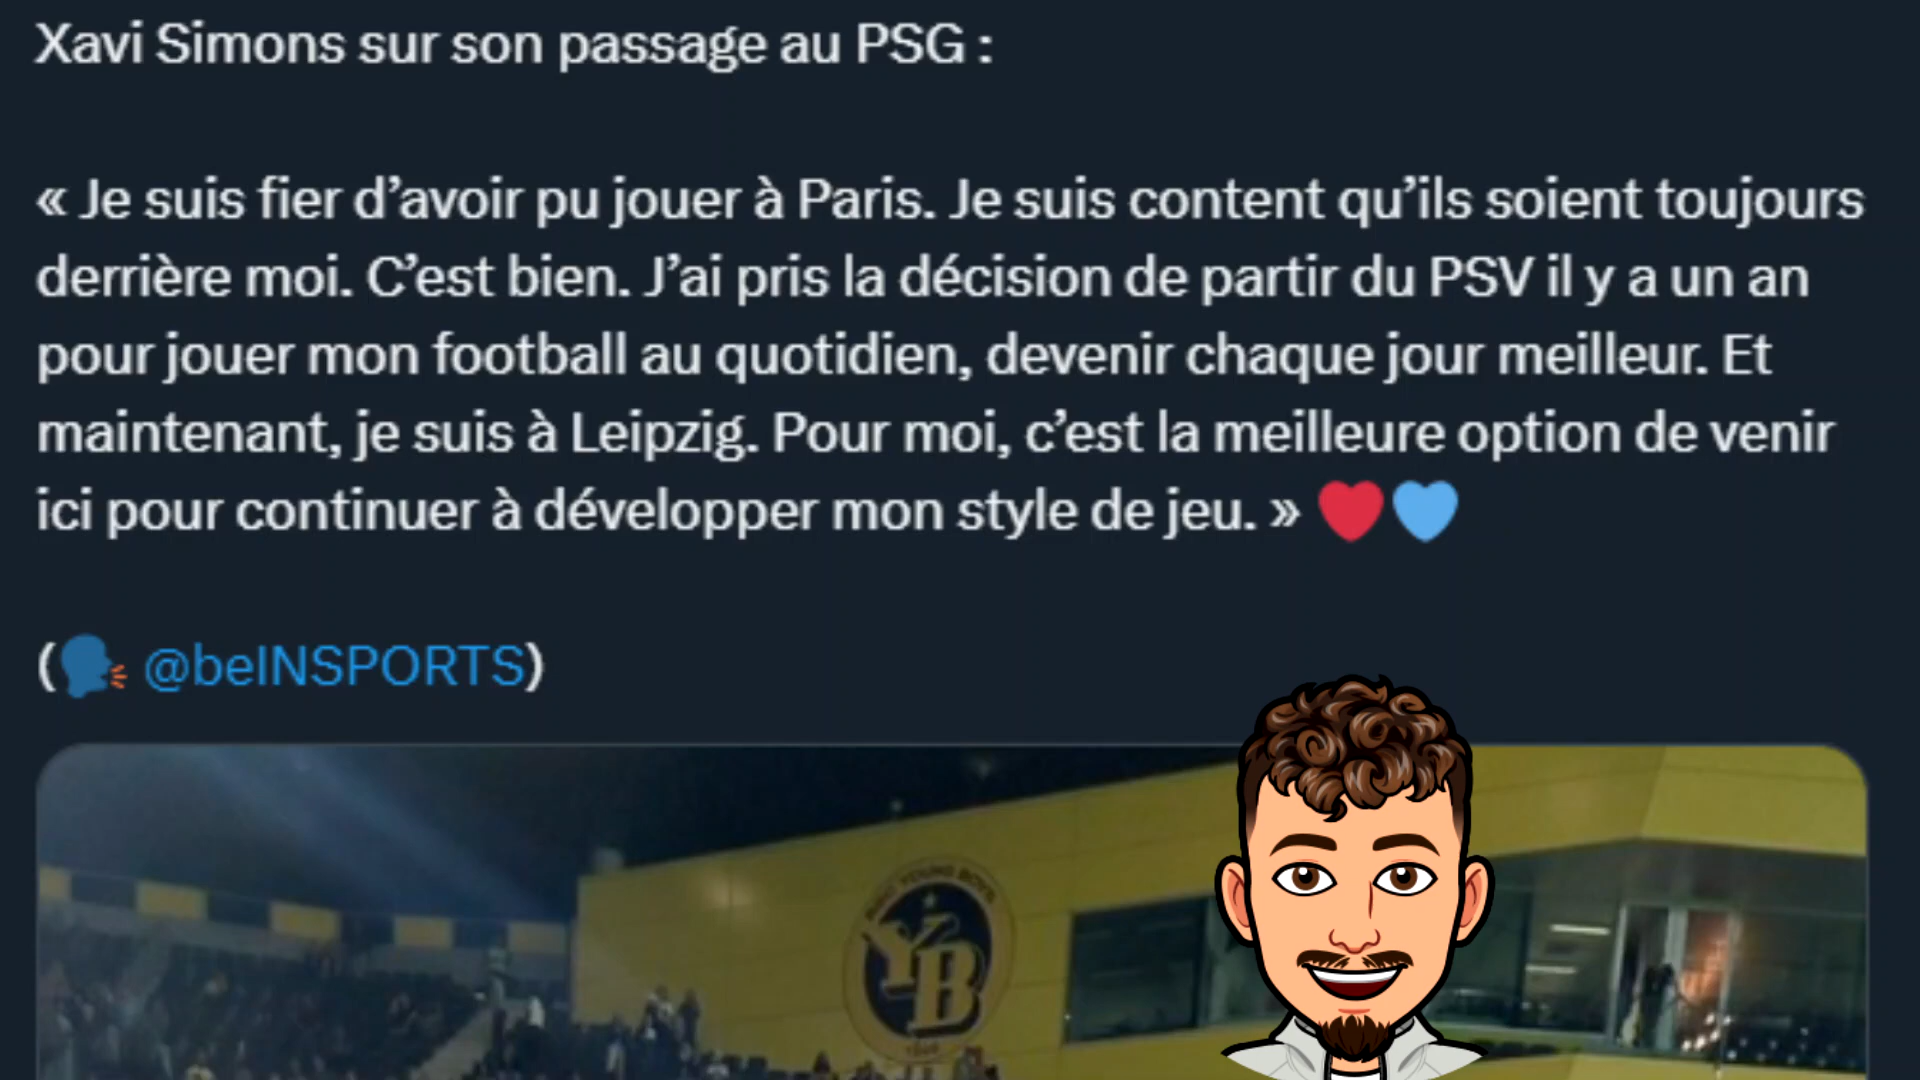 Xavi Simons sur son passage au PSG :
« Je suis fier d’avoir pu jouer à Paris. Je suis content qu’ils soient toujours
derrière moi. C’est bien. J’ai pris la décision de partir du PSV il y a un an
pour jouer mon football au quotidien, devenir chaque jour meilleur. Et
maintenant, je suis à Leipzig. Pour moi, c’est la meilleure option de venir
ici pour continuer à développer mon style de jeu. » ❤️💙
(🗣️ @beINSPORTS)
YOUNG BOYS
YB